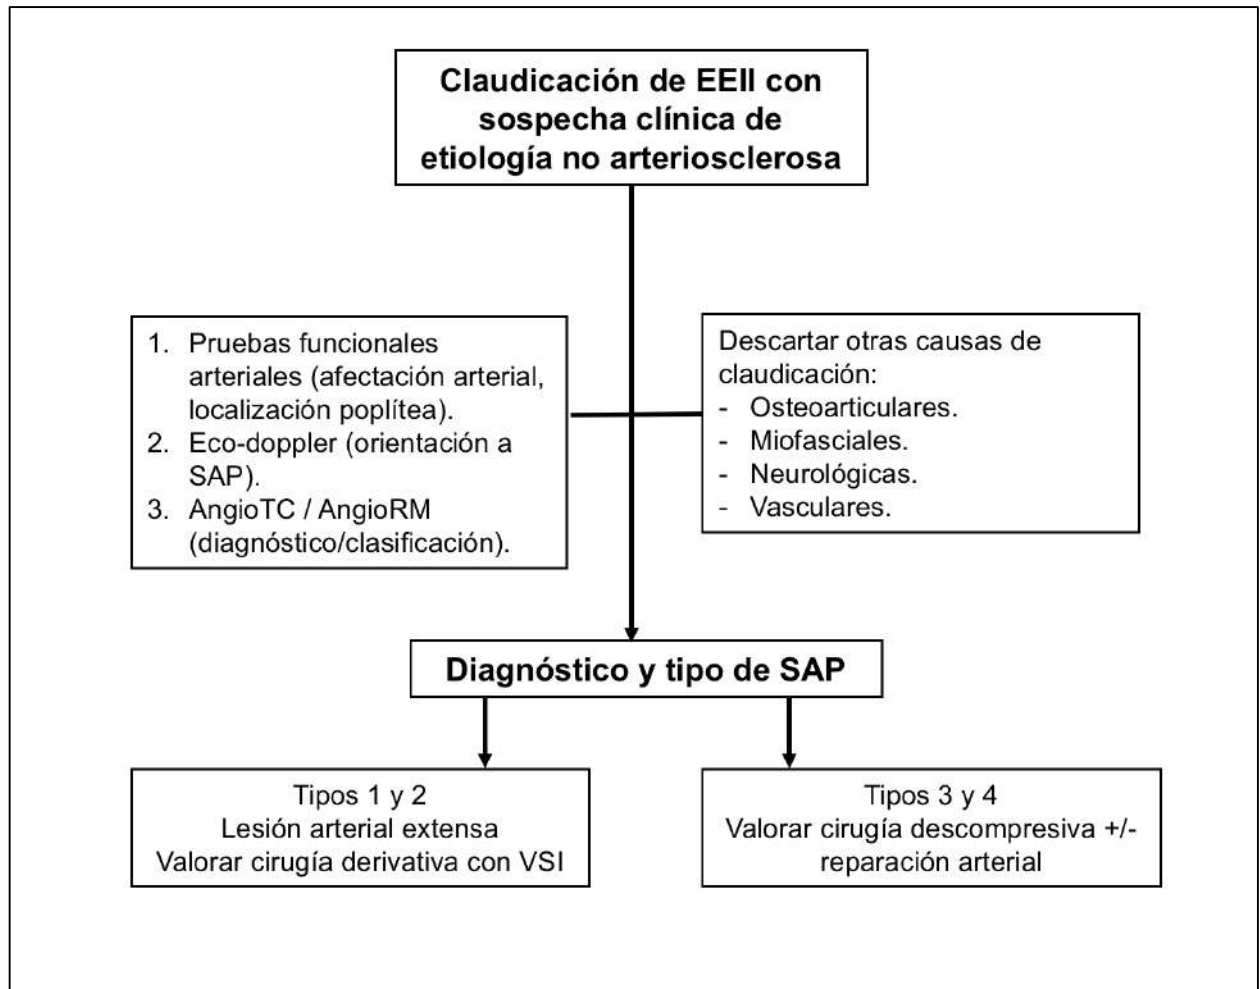 Claudicación de EEII con
sospecha clínica de
etiología no arteriosclerosa
1. Pruebas funcionales
arteriales (afectación arterial,
localización poplítea).
2. Eco-doppler (orientación a
SAP).
3. AngioTC / AngioRM
(diagnóstico/clasificación).
Descartar otras causas de
claudicación:
- Osteoarticulares.
- Miofasciales.
- Neurológicas.
- Vasculares.
Diagnóstico y tipo de SAP
Tipos 1 y 2
Lesión arterial extensa
Valorar cirugía derivativa con VSI
Tipos 3 y 4
Valorar cirugía descompresiva +/-
reparación arterial